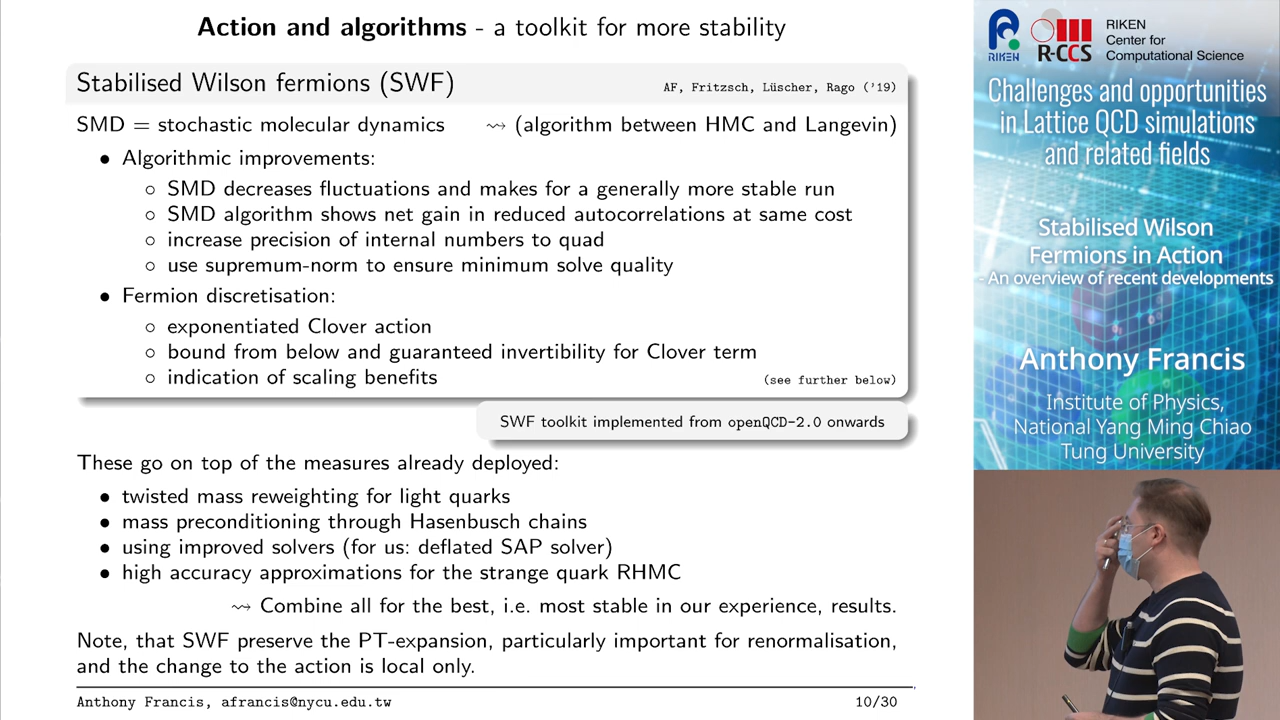 Action and algorithms - a toolkit for more stability
Stabilised Wilson fermions (SWF) AF, Fritzsch, Lüscher, Rago ('19)
SMD = stochastic molecular dynamics ⇝ (algorithm between HMC and Langevin)
• Algorithmic improvements:
○ SMD decreases fluctuations and makes for a generally more stable run
○ SMD algorithm shows net gain in reduced autocorrelations at same cost
○ increase precision of internal numbers to quad
○ use supremum-norm to ensure minimum solve quality
• Fermion discretisation:
○ exponentiated Clover action
○ bound from below and guaranteed invertibility for Clover term
○ indication of scaling benefits (see further below)
SWF toolkit implemented from openQCD-2.0 onwards
These go on top of the measures already deployed:
• twisted mass reweighting for light quarks
• mass preconditioning through Hasenbusch chains
• using improved solvers (for us: deflated SAP solver)
• high accuracy approximations for the strange quark RHMC
⇝ Combine all for the best, i.e. most stable in our experience, results.
Note, that SWF preserve the PT-expansion, particularly important for renormalisation,
and the change to the action is local only.
Anthony Francis, afrancis@nycu.edu.tw 10/30
RIKEN
R-CCS
RIKEN
Center for
Computational Science
Challenges and opportunities
in Lattice QCD simulations
and related fields
Stabilised Wilson
Fermions in Action
- An overview of recent developments
Anthony Francis
Institute of Physics,
National Yang Ming Chiao
Tung University